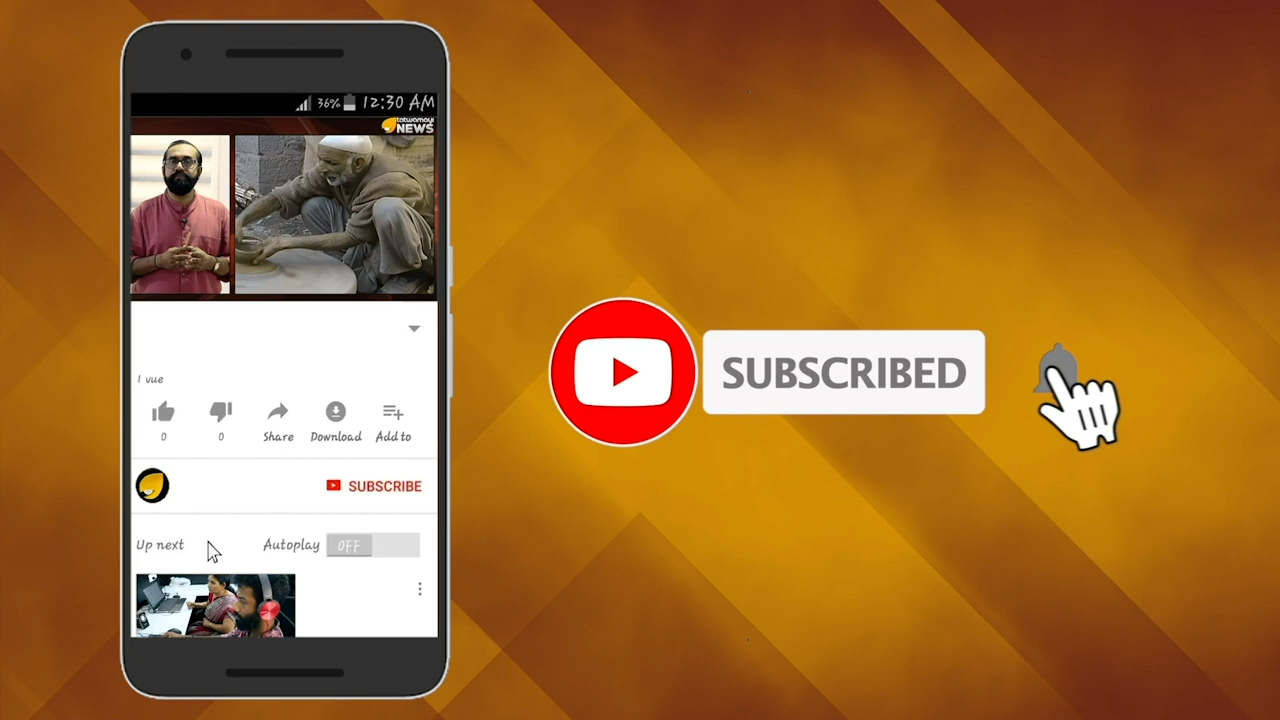 36% 12:30 AM
tatwamayi
NEWS
1 vue
0 0 Share Download Add to
SUBSCRIBE
Up next Autoplay OFF
SUBSCRIBED